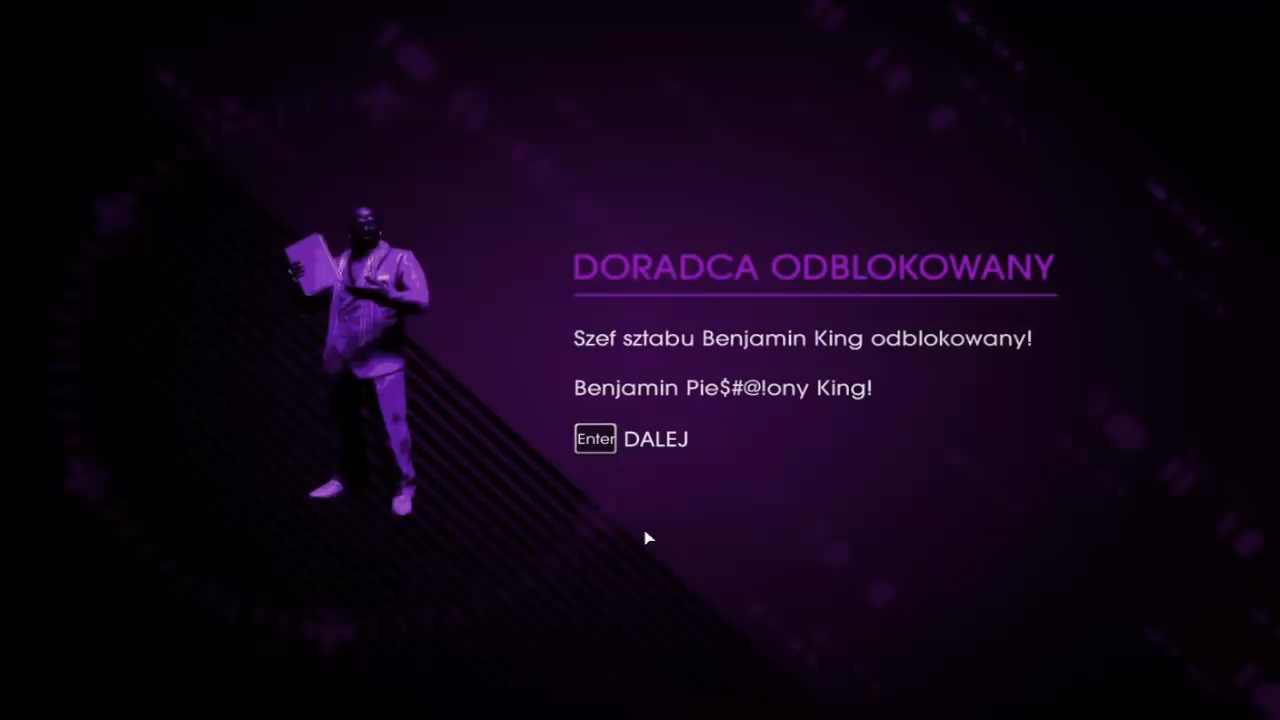 DORADCA ODBLOKOWANY
Szef sztabu Benjamin King odblokowany!
Benjamin Pie$#@!ony King!
Enter DALEJ